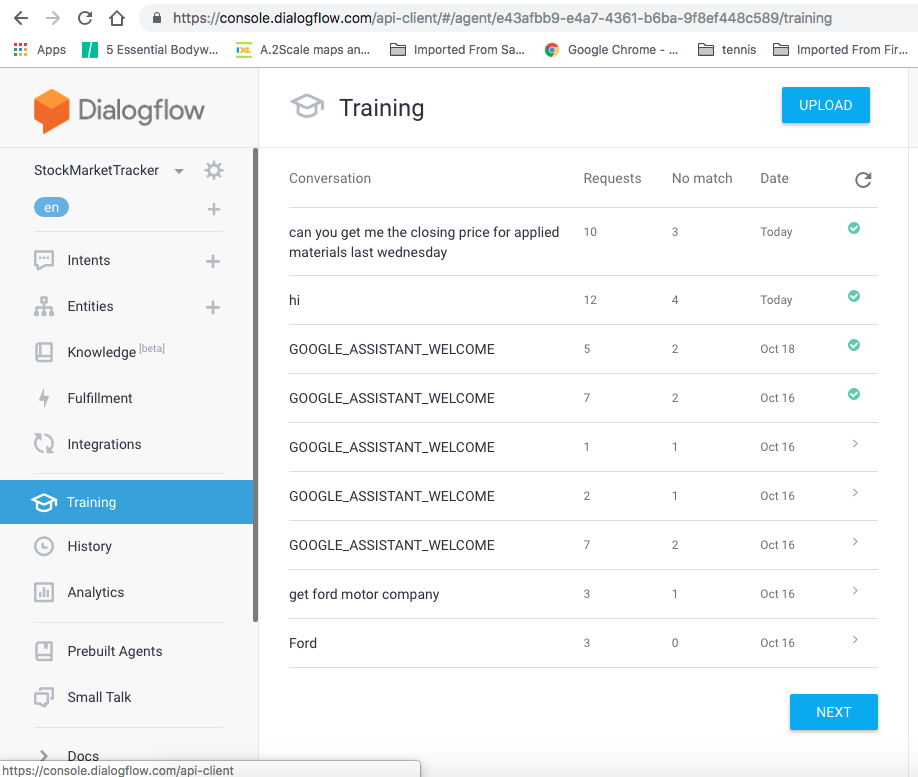 https://console.dialogflow.com/api-client/#/agent/e43afbb9-e4a7-4361-b6ba-9f8ef448c589/training
Apps
5 Essential Bodyw...
IXL
A.2Scale maps an...
Imported From Sa...
Google Chrome - ...
tennis
Imported From Fir...
Dialogflow
Training
UPLOAD
StockMarketTracker
en
Intents
Entities
Knowledge [beta]
Fulfillment
Integrations
Training
History
Analytics
Prebuilt Agents
Small Talk
Docs
https://console.dialogflow.com/api-client
Conversation Requests No match Date
can you get me the closing price for applied 10 3 Today
materials last wednesday
hi 12 4 Today
GOOGLE_ASSISTANT_WELCOME 5 2 Oct 18
GOOGLE_ASSISTANT_WELCOME 7 2 Oct 16
GOOGLE_ASSISTANT_WELCOME 1 1 Oct 16
GOOGLE_ASSISTANT_WELCOME 2 1 Oct 16
GOOGLE_ASSISTANT_WELCOME 7 2 Oct 16
get ford motor company 3 1 Oct 16
Ford 3 0 Oct 16
NEXT